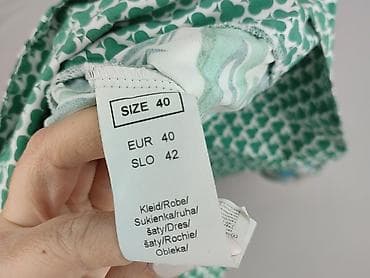 SIZE 40
EUR 40
SLO 42
Kleid/Robe/
Sukienka/ruha/
šaty/Dres/
šaty/Rochie/
Obleka/